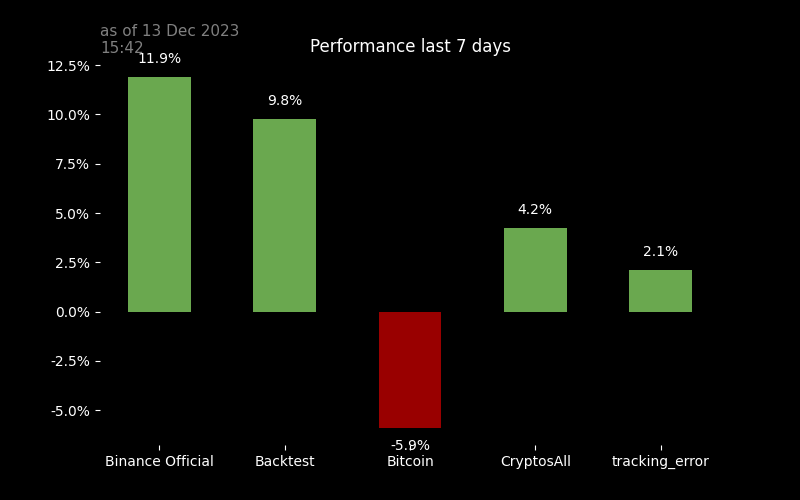 as of 13 Dec 2023
15:42
Performance last 7 days
12.5%
10.0%
7.5%
5.0%
2.5%
0.0%
-2.5%
-5.0%
11.9%
9.8%
-5.9%
4.2%
2.1%
Binance Official
Backtest
Bitcoin
CryptosAll
tracking_error